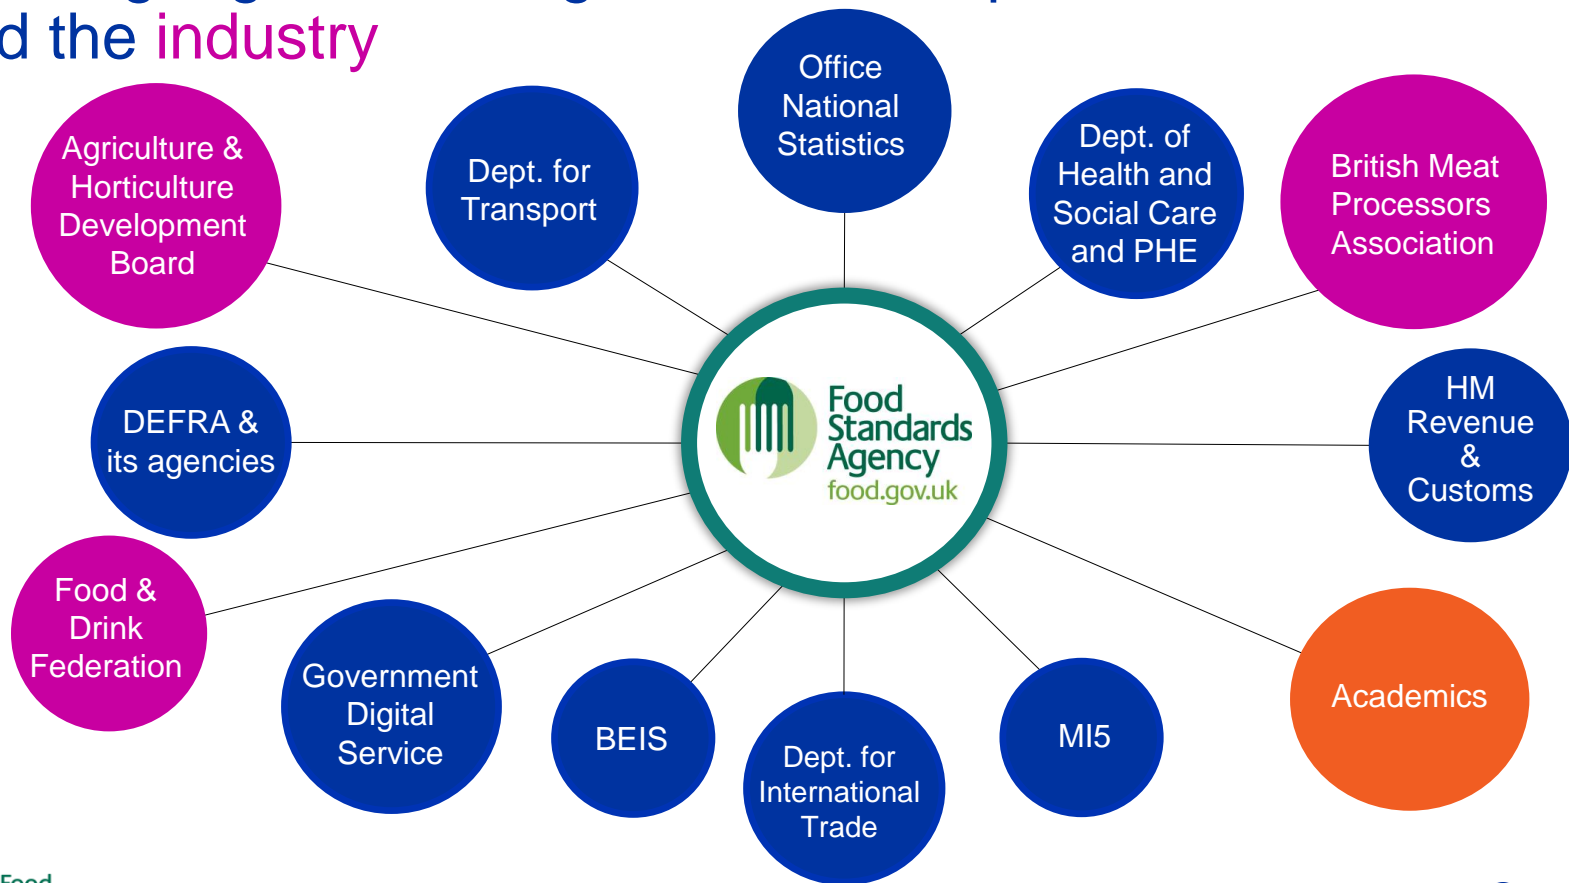 d the industry
Office
National
Statistics
Agriculture &
Horticulture
Development
Board
Dept. for
Transport
Dept. of
Health and
Social Care
and PHE
British Meat
Processors
Association
DEFRA &
its agencies
Food
Standards
Agency
food.gov.uk
HM
Revenue
&
Customs
Food &
Drink
Federation
Government
Digital
Service
BEIS
Dept. for
International
Trade
MI5
Academics
Food